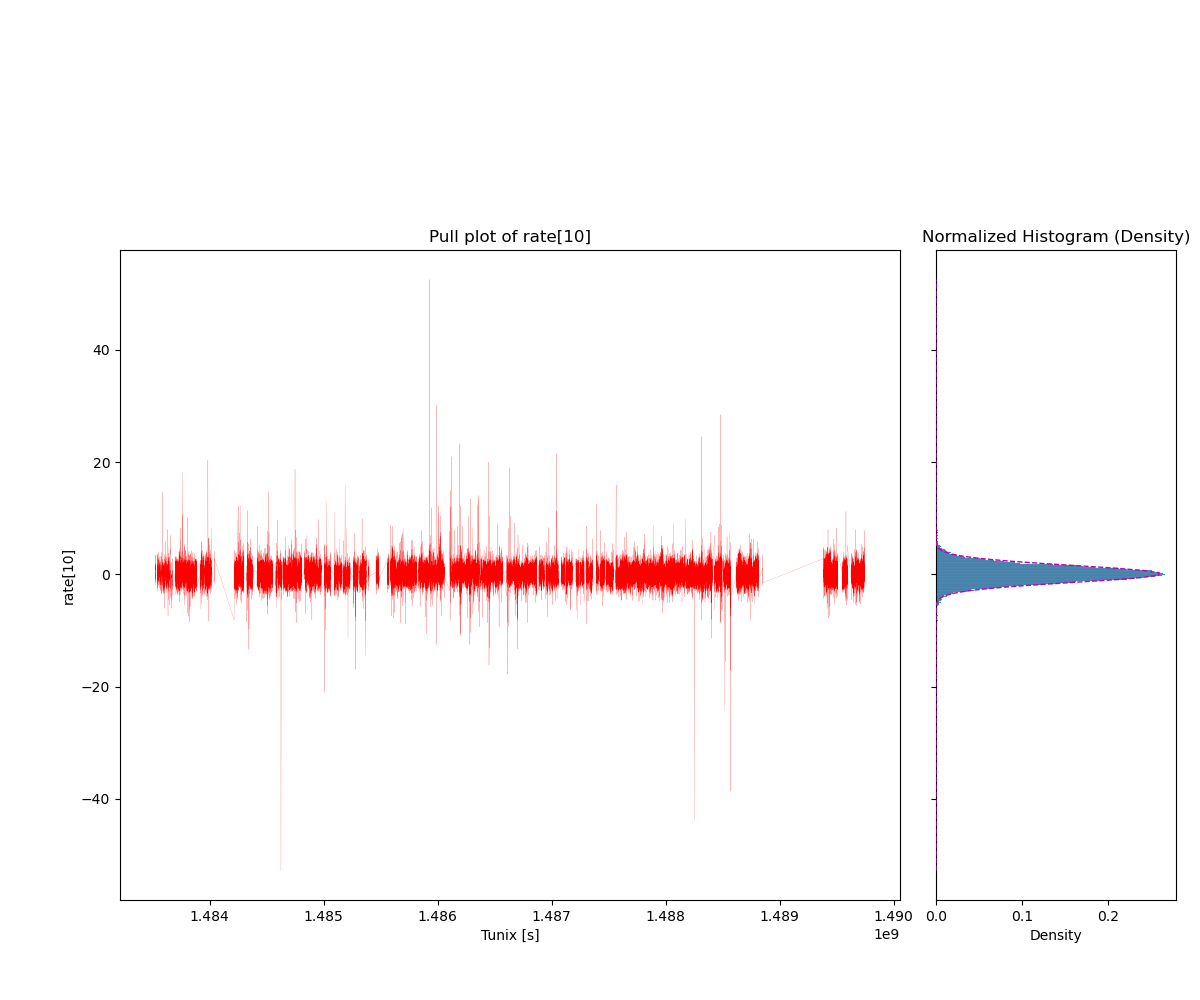 Pull plot of rate[10]
Normalized Histogram (Density)
rate[10]
40
20
0
−20
−40
1.484 1.485 1.486 1.487 1.488 1.489 1.490
1e9
Tunix [s]
0.0 0.1 0.2
Density